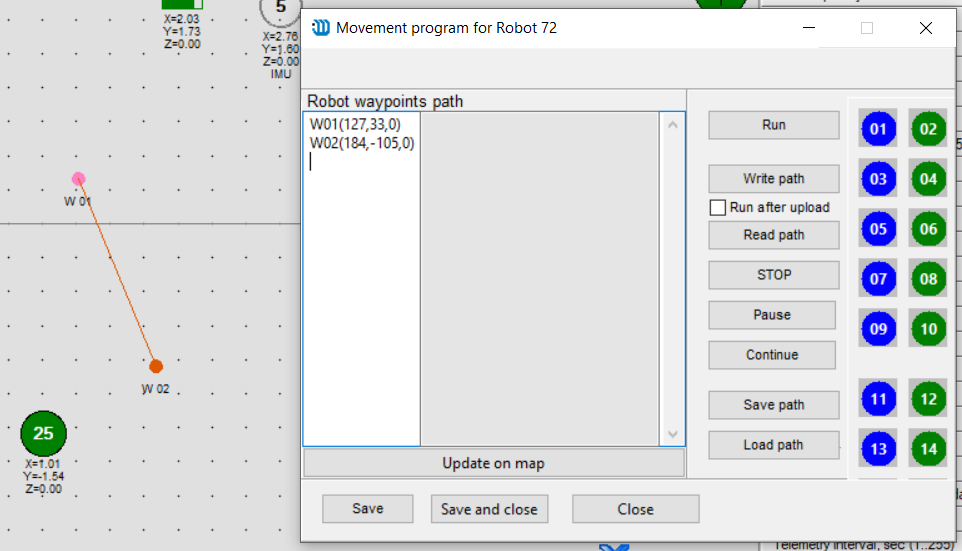 X=2.03
Y=1.73
Z=0.00
5
X=2.76
Y=1.60
Z=0.00
IMU
W 01
W 02
25
X=1.01
Y=-1.54
Z=0.00
Movement program for Robot 72
Robot waypoints path
W01(127,33,0)
W02(184,-105,0)
Update on map
Save
Save and close
Close
Run
Write path
Run after upload
Read path
STOP
Pause
Continue
Save path
Load path
01 02
03 04
05 06
07 08
09 10
11 12
13 14
Telemetry interval, sec (1..255)